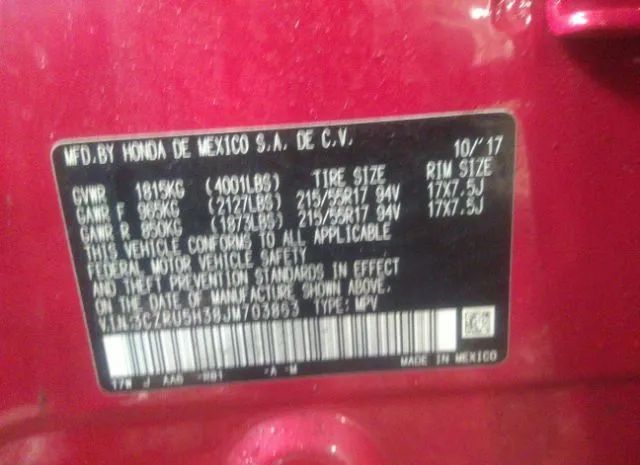 MFD.BY HONDA DE MEXICO S.A. DE C.V. 10/'17
TIRE SIZE RIM SIZE
GVWR 1815KG (4001LBS)
GAWR F 965KG (2127LBS) 215/55R17 94V 17X7.5J
GAWR R 850KG (1873LBS) 215/55R17 94V 17X7.5J
THIS VEHICLE CONFORMS TO ALL APPLICABLE
FEDERAL MOTOR VEHICLE SAFETY
AND THEFT PREVENTION STANDARDS IN EFFECT
ON THE DATE OF MANUFACTURE SHOWN ABOVE.
V.I.N. TYPE: MPV
MADE IN MEXICO